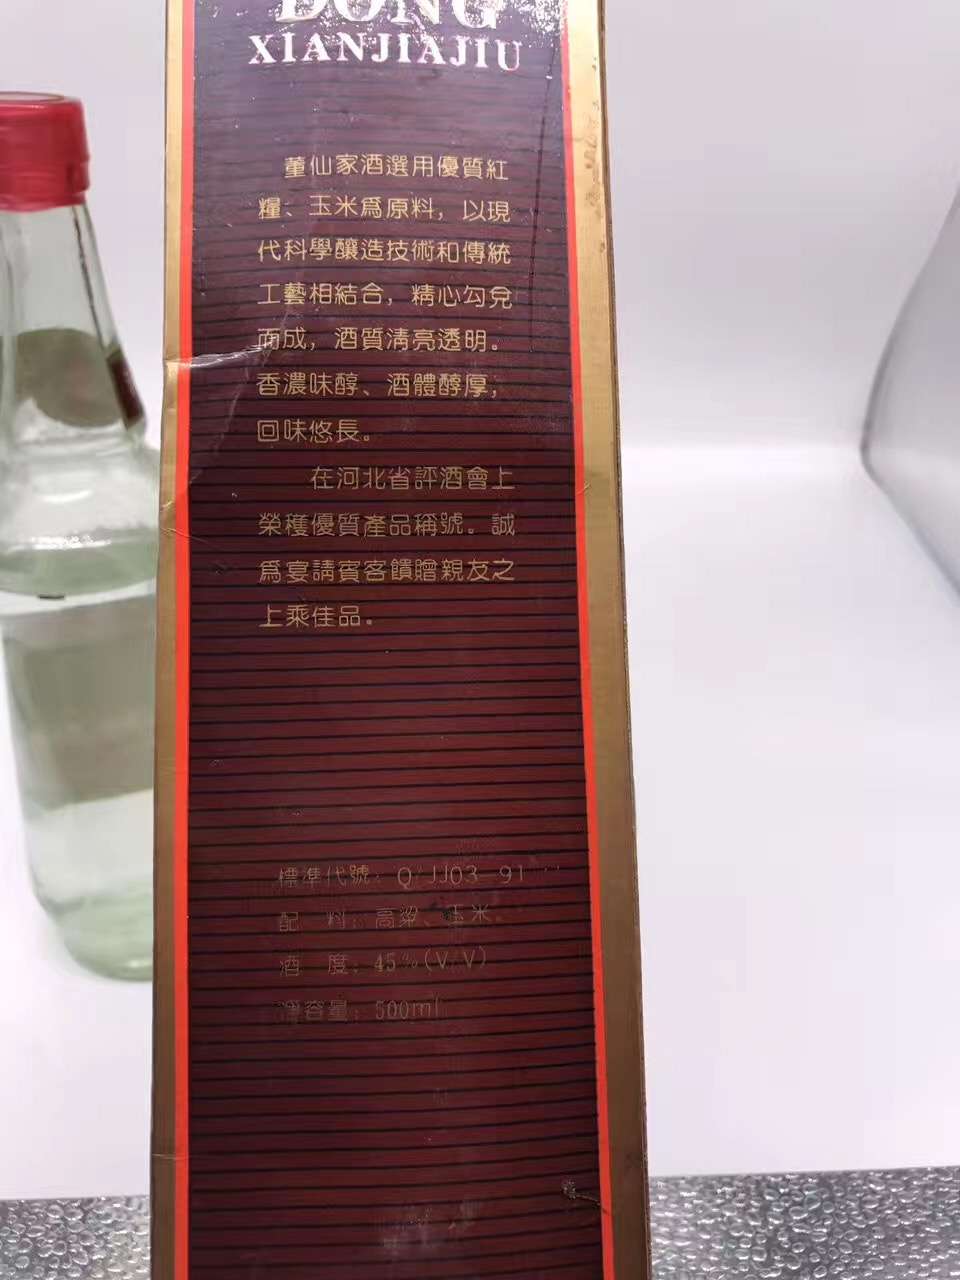 DONG
XIANJIAJIU
董仙家酒選用優質紅
糧、玉米爲原料，以現
代科學釀造技術和傳統
工藝相結合，精心勾兌
而成，酒質清亮透明。
香濃味醇、酒體醇厚，
回味悠長。
在河北省評酒會上
榮穫優質產品稱號。誠
爲宴請賓客饋贈親友之
上乘佳品。
標準代號：Q/JJ03-91
配 料：高粱、玉米。
酒 度：45%(V/V)
淨容量：500ml